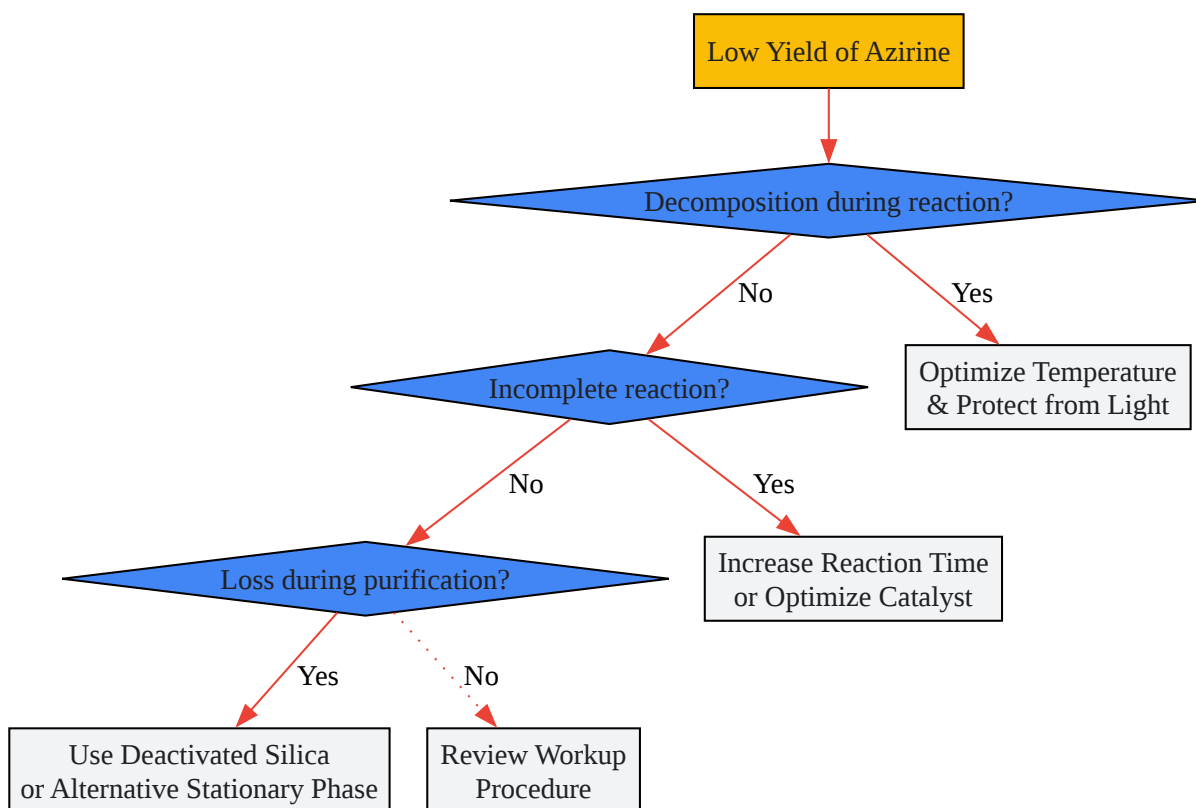 Low Yield of Azirine
Decomposition during reaction?
No
Yes
Incomplete reaction?
Optimize Temperature
& Protect from Light
No
Yes
Loss during purification?
Increase Reaction Time
or Optimize Catalyst
Yes
No
Use Deactivated Silica
or Alternative Stationary Phase
Review Workup
Procedure